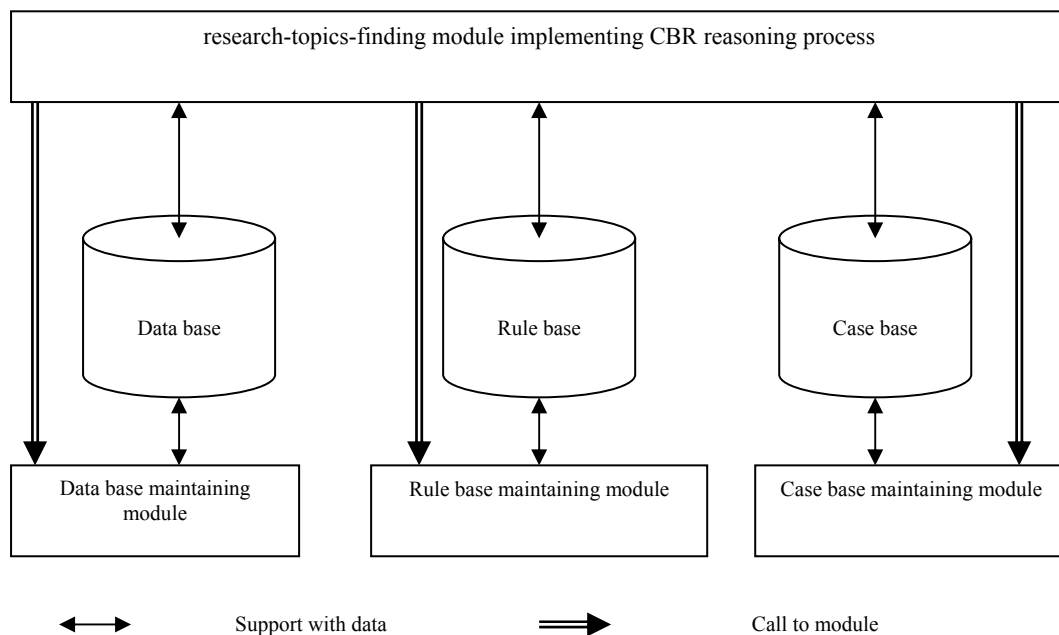 research-topics-finding module implementing CBR reasoning process
Data base
Rule base
Case base
Data base maintaining
module
Rule base maintaining module
Case base maintaining module
Support with data
Call to module